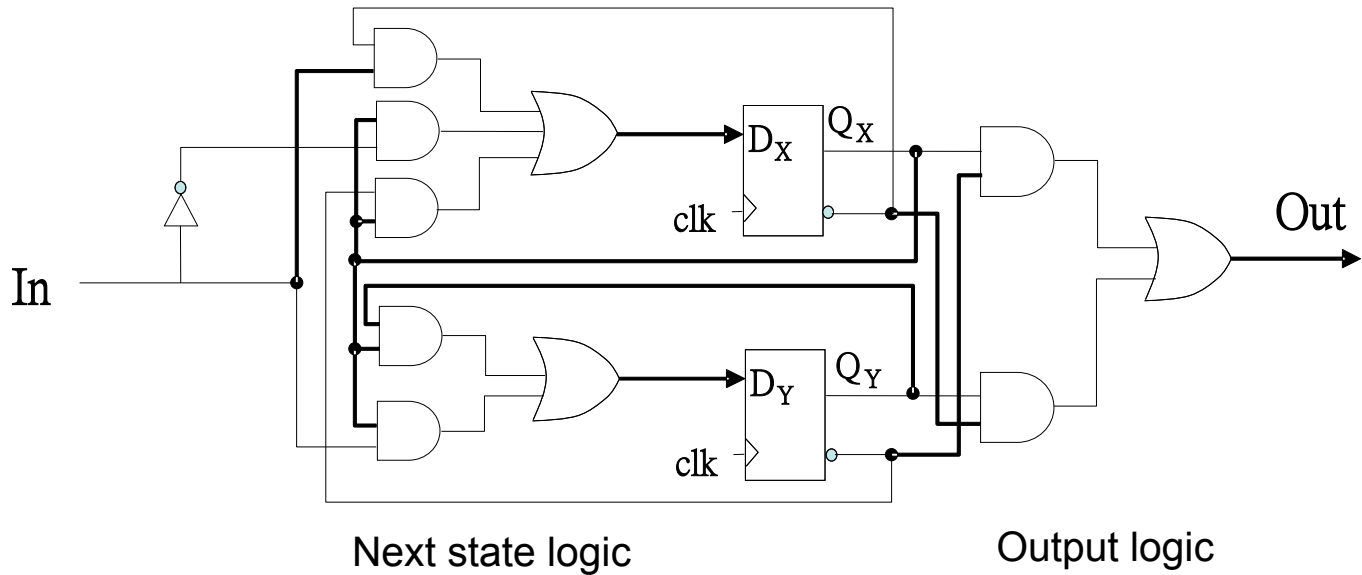 In
D_X
Q_X
clk
D_Y
Q_Y
clk
Out
Next state logic
Output logic